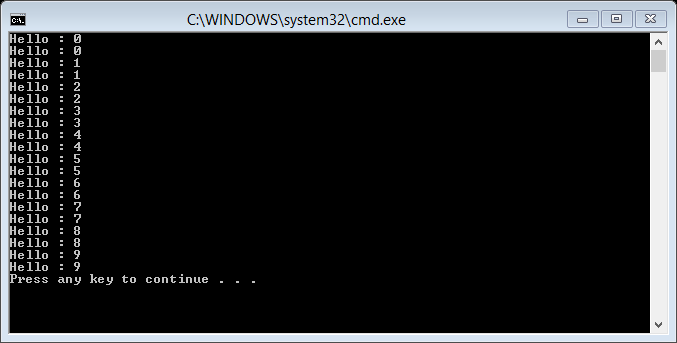 C:\WINDOWS\system32\cmd.exe
Hello : 0
Hello : 0
Hello : 1
Hello : 1
Hello : 2
Hello : 2
Hello : 3
Hello : 3
Hello : 4
Hello : 4
Hello : 5
Hello : 5
Hello : 6
Hello : 6
Hello : 7
Hello : 7
Hello : 8
Hello : 8
Hello : 9
Hello : 9
Press any key to continue . . .